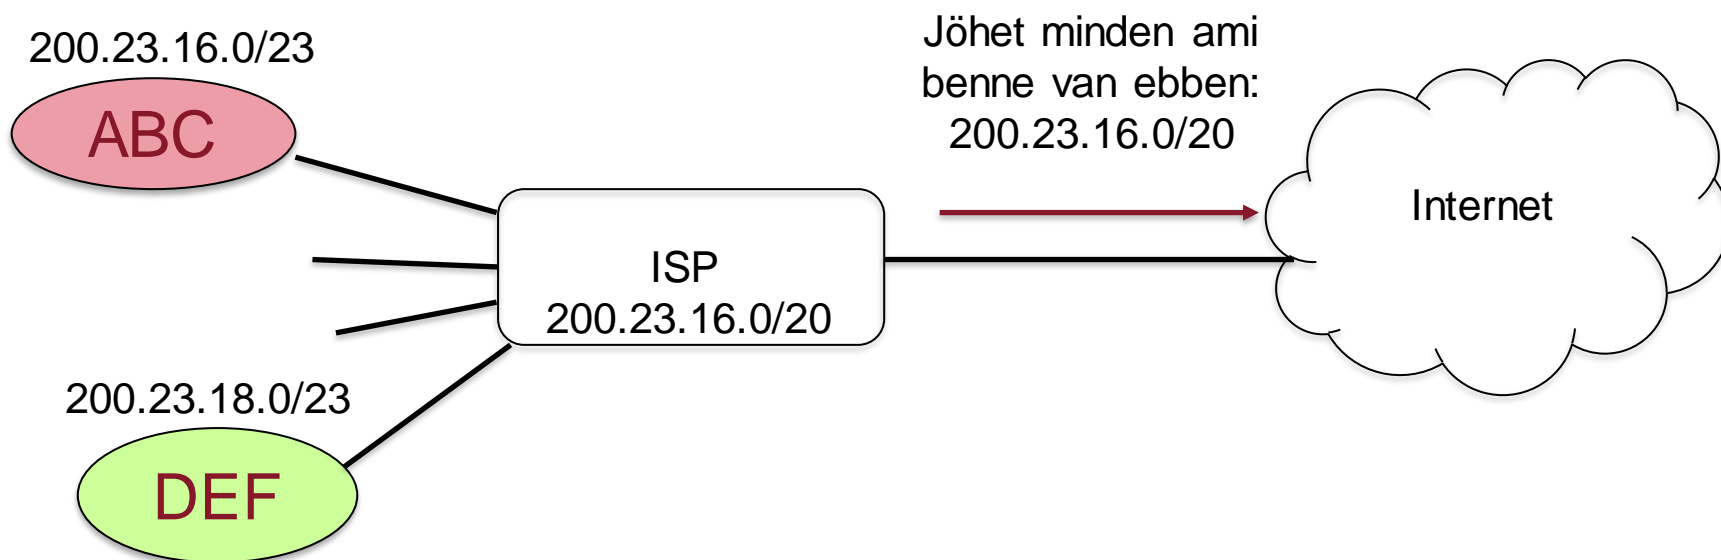 200.23.16.0/23
ABC
Jöhet minden ami
benne van ebben:
200.23.16.0/20
Internet
ISP
200.23.16.0/20
200.23.18.0/23
DEF